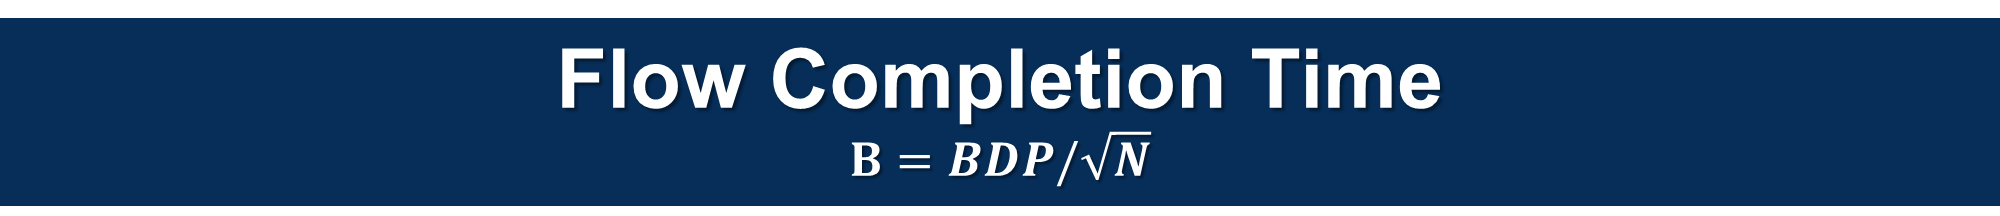 Flow Completion Time
B = BDP/√N